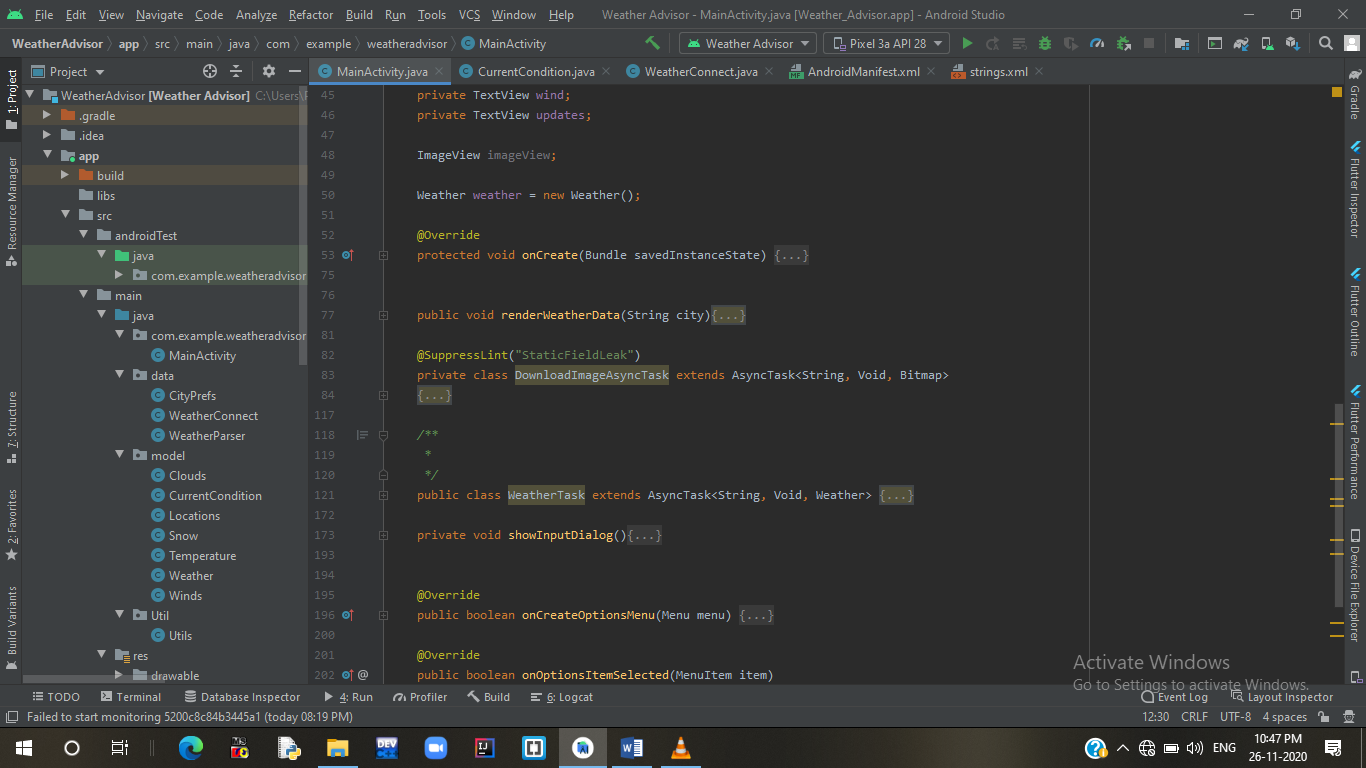 File Edit View Navigate Code Analyze Refactor Build Run Tools VCS Window Help Weather Advisor - MainActivity.java [Weather_Advisor.app] - Android Studio
WeatherAdvisor app src main java com example weatheradvisor MainActivity Weather Advisor Pixel 3a API 28
Project MainActivity.java CurrentCondition.java WeatherConnect.java AndroidManifest.xml strings.xml
1: Project
Resource Manager
7: Structure
2: Favorites
Build Variants
WeatherAdvisor [Weather Advisor] C:\Users\
.gradle
.idea
app
build
libs
src
androidTest
java
com.example.weatheradvisor
main
java
com.example.weatheradvisor
MainActivity
data
CityPrefs
WeatherConnect
WeatherParser
model
Clouds
CurrentCondition
Locations
Snow
Temperature
Weather
Winds
Util
Utils
res
drawable
45 private TextView wind;
46 private TextView updates;
47
48 ImageView imageView;
49
50 Weather weather = new Weather();
51
52 @Override
53 protected void onCreate(Bundle savedInstanceState) {...}
75
76
77 public void renderWeatherData(String city){...}
81
82 @SuppressLint("StaticFieldLeak")
83 private class DownloadImageAsyncTask extends AsyncTask<String, Void, Bitmap>
84 {...}
117
118 /**
119 *
120 */
121 public class WeatherTask extends AsyncTask<String, Void, Weather> {...}
172
173 private void showInputDialog(){...}
193
194
195 @Override
196 public boolean onCreateOptionsMenu(Menu menu) {...}
200
201 @Override
202 @ public boolean onOptionsItemSelected(MenuItem item)
Gradle
Flutter Inspector
Flutter Outline
Flutter Performance
Device File Explorer
Activate Windows
Go to Settings to activate Windows.
TODO Terminal Database Inspector 4: Run Profiler Build 6: Logcat Event Log Layout Inspector
Failed to start monitoring 5200c8c84b3445a1 (today 08:19 PM) 12:30 CRLF UTF-8 4 spaces
DEV
ENG 10:47 PM
26-11-2020